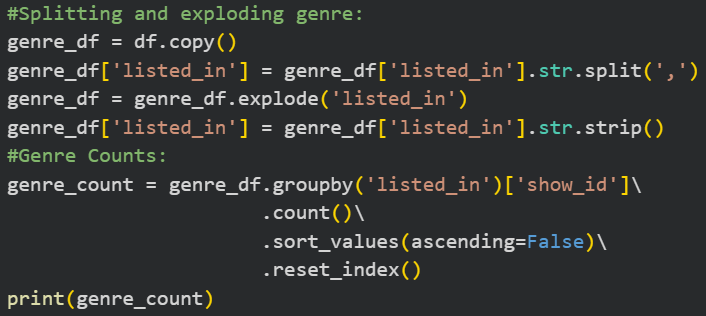 #Splitting and exploding genre:
genre_df = df.copy()
genre_df['listed_in'] = genre_df['listed_in'].str.split(',')
genre_df = genre_df.explode('listed_in')
genre_df['listed_in'] = genre_df['listed_in'].str.strip()
#Genre Counts:
genre_count = genre_df.groupby('listed_in')['show_id']\
                      .count()\
                      .sort_values(ascending=False)\
                      .reset_index()
print(genre_count)